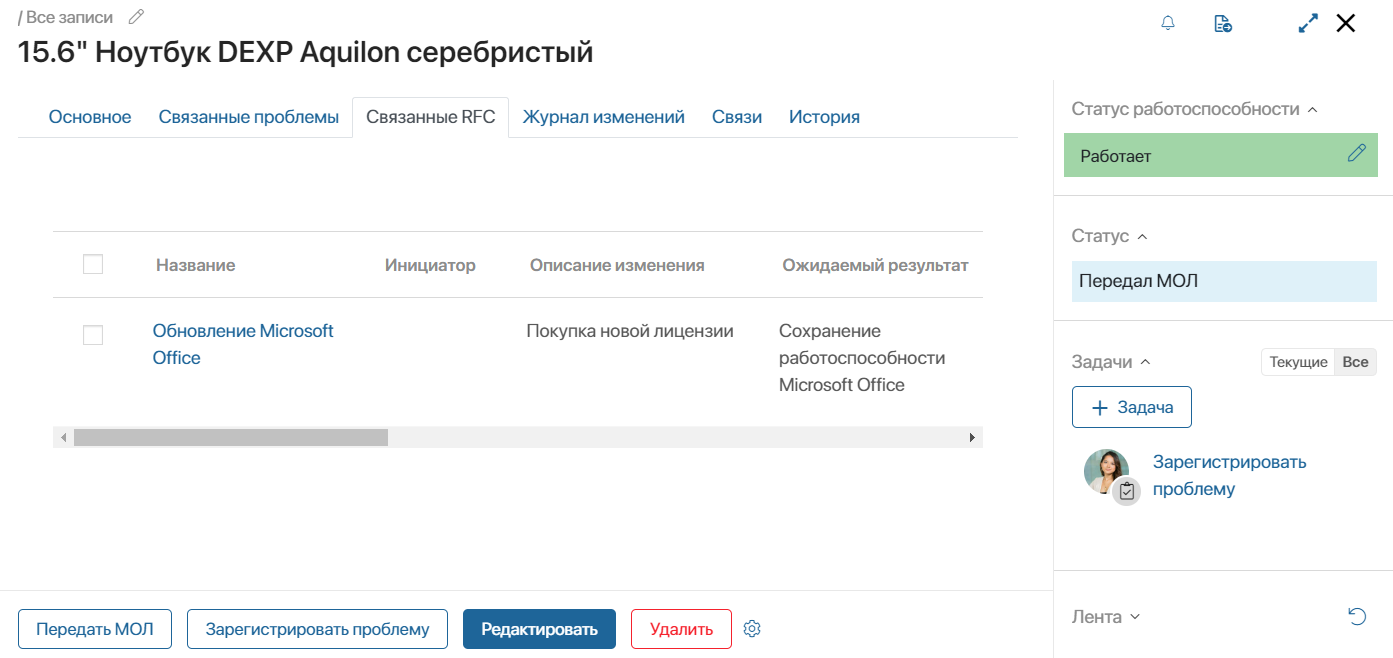 / Все записи
15.6" Ноутбук DEXP Aquilon серебристый
Основное
Связанные проблемы
Связанные RFC
Журнал изменений
Связи
История
Название
Инициатор
Описание изменения
Ожидаемый результат
Обновление Microsoft
Office
Покупка новой лицензии
Сохранение
работоспособности
Microsoft Office
Передать МОЛ
Зарегистрировать проблему
Редактировать
Удалить
Статус работоспособности
Работает
Статус
Передал МОЛ
Задачи
Текущие
Все
+ Задача
Зарегистрировать
проблему
Лента